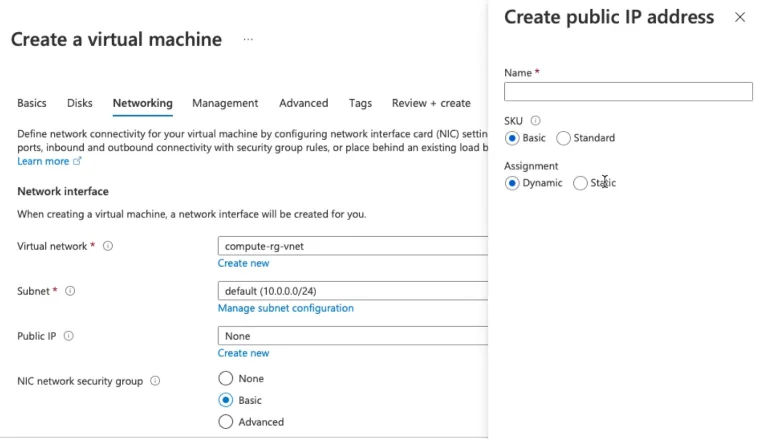 Create a virtual machine ...
Basics Disks Networking Management Advanced Tags Review + create
Define network connectivity for your virtual machine by configuring network interface card (NIC)
ports, inbound and outbound connectivity with security group rules, or place behind an existing load
Learn more
Network interface
When creating a virtual machine, a network interface will be created for you.
Virtual network *
compute-rg-vnet
Create new
Subnet *
default (10.0.0.0/24)
Manage subnet configuration
Public IP
None
Create new
NIC network security group
None
Basic
Advanced
Create public IP address
Name *
SKU
Basic Standard
Assignment
Dynamic Static